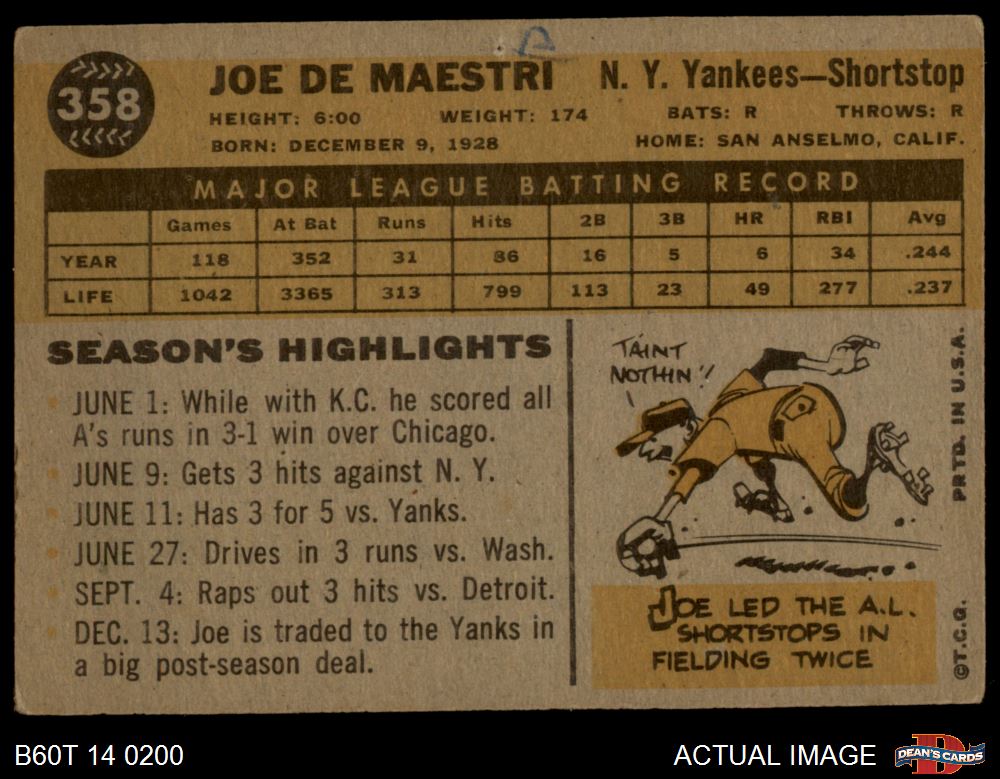 358
JOE DE MAESTRI N. Y. Yankees—Shortstop
HEIGHT: 6:00 WEIGHT: 174 BATS: R THROWS: R
BORN: DECEMBER 9, 1928 HOME: SAN ANSELMO, CALIF.
MAJOR LEAGUE BATTING RECORD
Games At Bat Runs Hits 2B 3B HR RBI Avg
YEAR 118 352 31 86 16 5 6 34 .244
LIFE 1042 3365 313 799 113 23 49 277 .237
SEASON'S HIGHLIGHTS
JUNE 1: While with K.C. he scored all
A's runs in 3-1 win over Chicago.
JUNE 9: Gets 3 hits against N. Y.
JUNE 11: Has 3 for 5 vs. Yanks.
JUNE 27: Drives in 3 runs vs. Wash.
SEPT. 4: Raps out 3 hits vs. Detroit.
DEC. 13: Joe is traded to the Yanks in
a big post-season deal.
'TAINT
NOTHIN'!
JOE LED THE A.L.
SHORTSTOPS IN
FIELDING TWICE
©T.C.G. PRTD. IN U.S.A.
B60T 14 0200 ACTUAL IMAGE DEAN'S CARDS